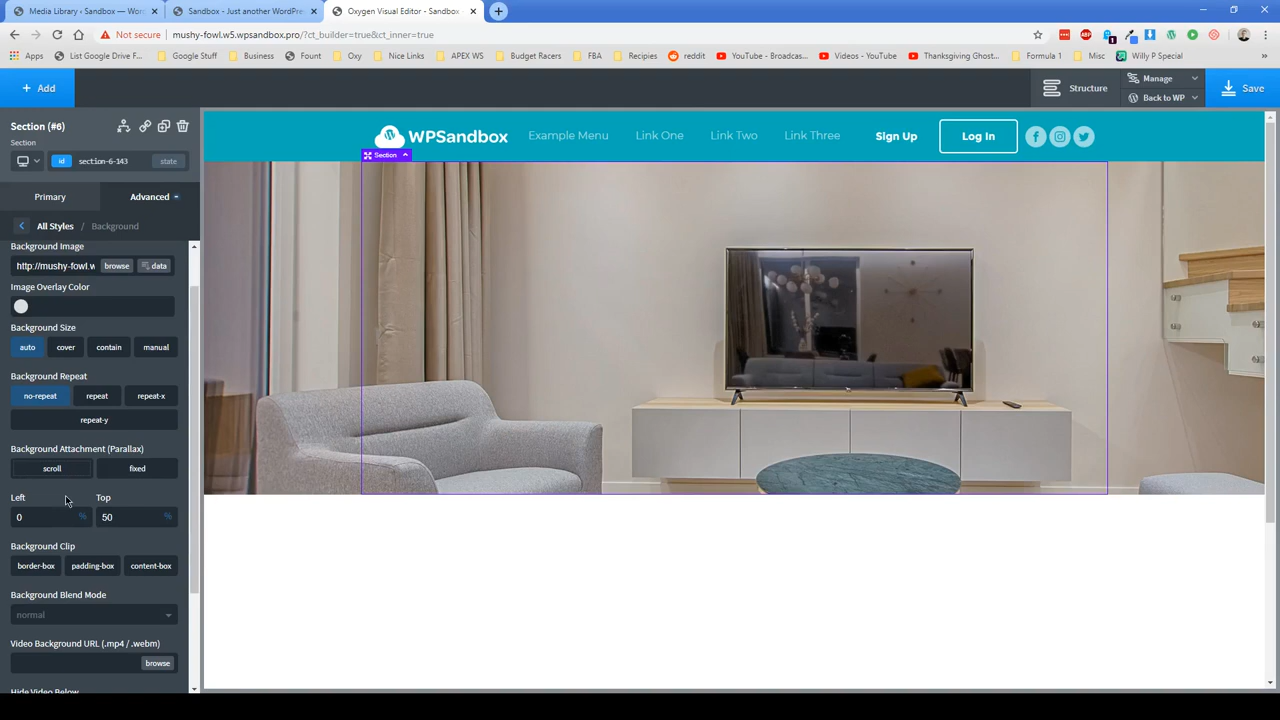 Media Library ‹ Sandbox — Wor
Sandbox - Just another WordPre
Oxygen Visual Editor - Sandbox
Not secure | mushy-fowl.w5.wpsandbox.pro/?ct_builder=true&ct_inner=true
Apps List Google Drive F... Google Stuff Business Fount Oxy Nice Links APEX WS Budget Racers FBA Recipies reddit YouTube - Broadcas... Videos - YouTube Thanksgiving Ghost... Formula 1 Misc Willy P Special »
+ Add
Structure
Manage
Back to WP
Save
Section (#6)
Section
id section-6-143 state
Primary
Advanced
All Styles / Background
Background Image
http://mushy-fowl.w browse data
Image Overlay Color
Background Size
auto cover contain manual
Background Repeat
no-repeat repeat repeat-x
repeat-y
Background Attachment (Parallax)
scroll fixed
Left Top
0 % 50 %
Background Clip
border-box padding-box content-box
Background Blend Mode
normal
Video Background URL (.mp4 / .webm)
browse
Hide Video Below
WPSandbox Example Menu Link One Link Two Link Three Sign Up Log In
Section